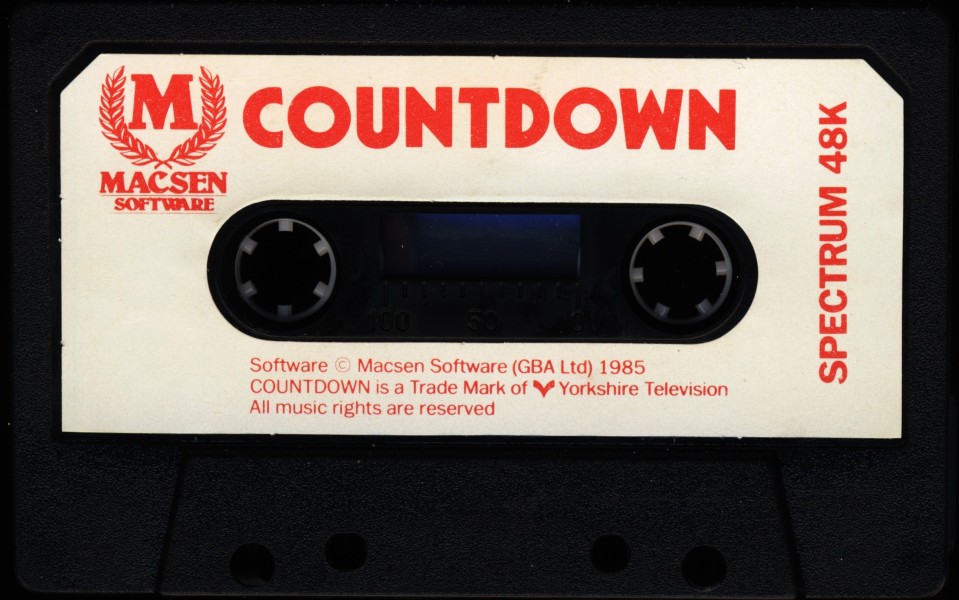 M
MACSEN
SOFTWARE
COUNTDOWN
SPECTRUM 48K
100 50 0
Software © Macsen Software (GBA Ltd) 1985
COUNTDOWN is a Trade Mark of Yorkshire Television
All music rights are reserved